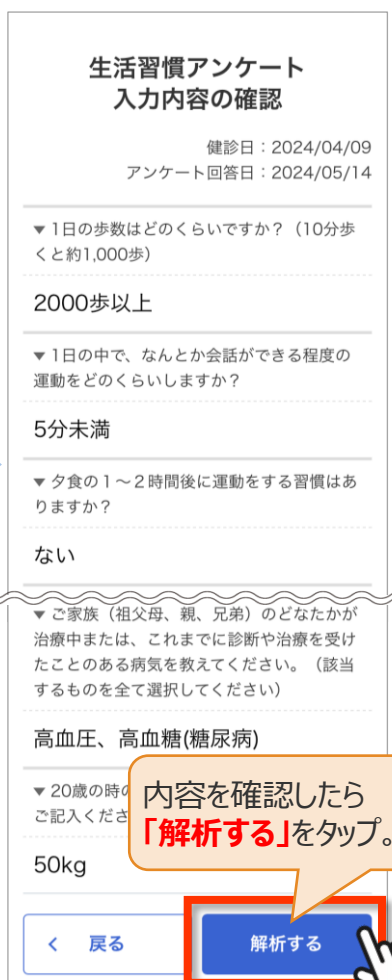 生活習慣アンケート
入力内容の確認
健診日：2024/04/09
アンケート回答日：2024/05/14
▼1日の歩数はどのくらいですか？（10分歩
くと約1,000歩）
2000歩以上
▼1日の中で、なんとか会話ができる程度の
運動をどのくらいしますか？
5分未満
▼夕食の１～２時間後に運動をする習慣はあ
りますか？
ない
▼ご家族（祖父母、親、兄弟）のどなたかが
治療中または、これまでに診断や治療を受け
たことのある病気を教えてください。（該当
するものを全て選択してください）
高血圧、高血糖(糖尿病)
▼20歳の時の
ご記入くださ
50kg
内容を確認したら
「解析する」をタップ。
戻る
解析する